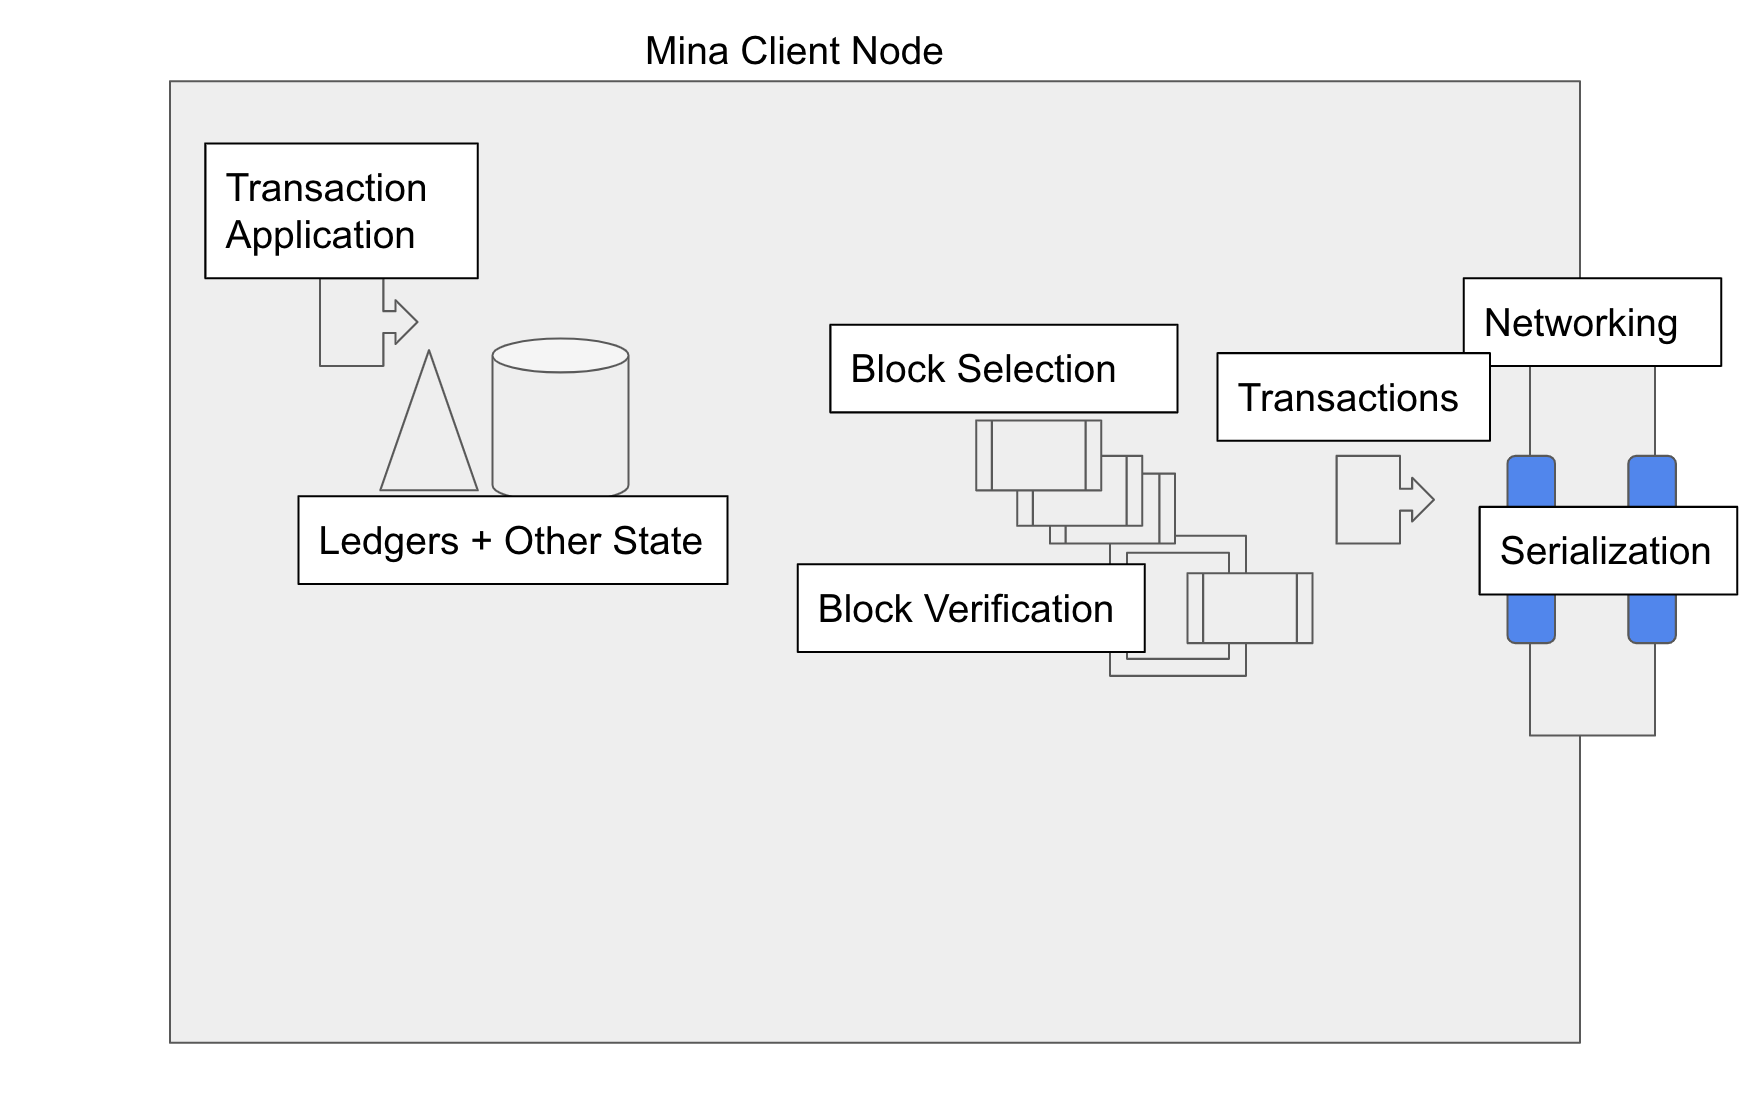 Mina Client Node
Transaction
Application
Networking
Block Selection
Transactions
Ledgers + Other State
Serialization
Block Verification